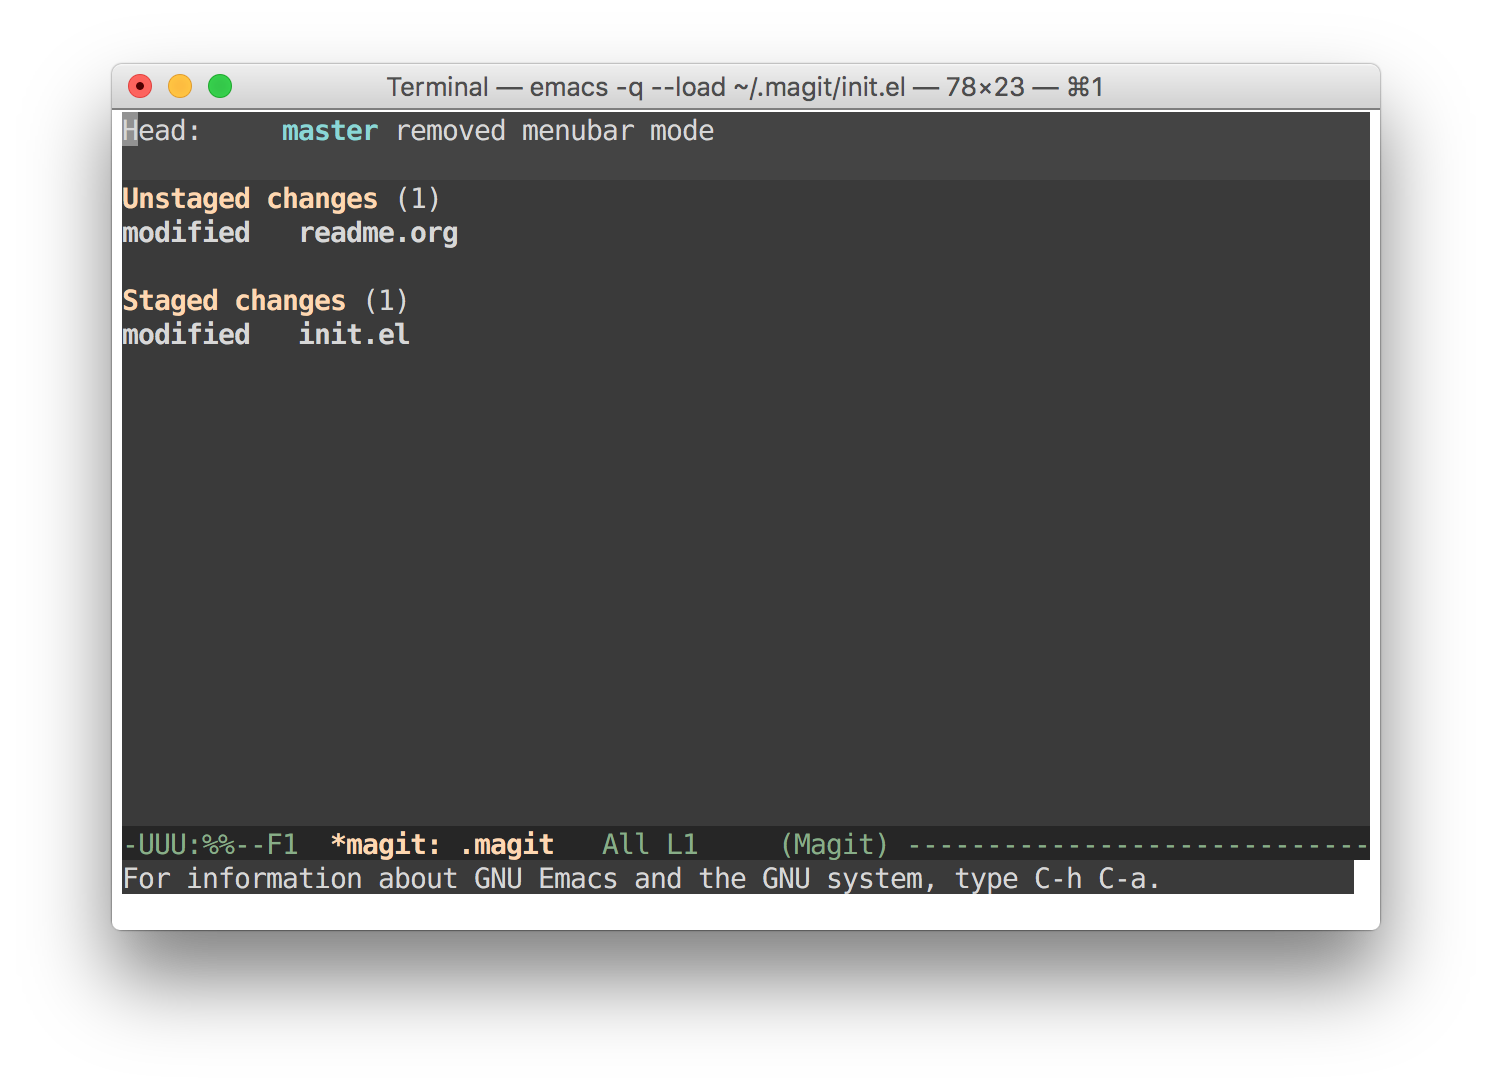 Terminal — emacs -q --load ~/.magit/init.el — 78×23 — ⌘1
Head:     master removed menubar mode
Unstaged changes (1)
modified   readme.org
Staged changes (1)
modified   init.el
-UUU:%%--F1  *magit: .magit   All L1     (Magit) -----------------------------
For information about GNU Emacs and the GNU system, type C-h C-a.